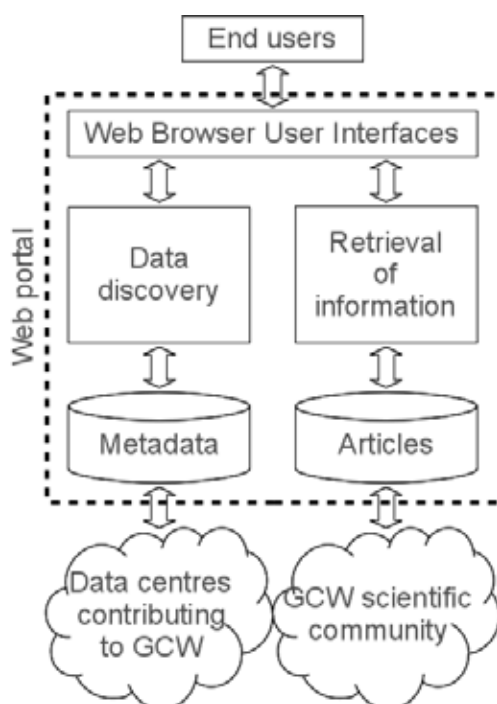 End users
Web Browser User Interfaces
Web portal
Data
discovery
Retrieval
of
information
Metadata
Articles
Data centres
contributing
to GCW
GCW scientific
community